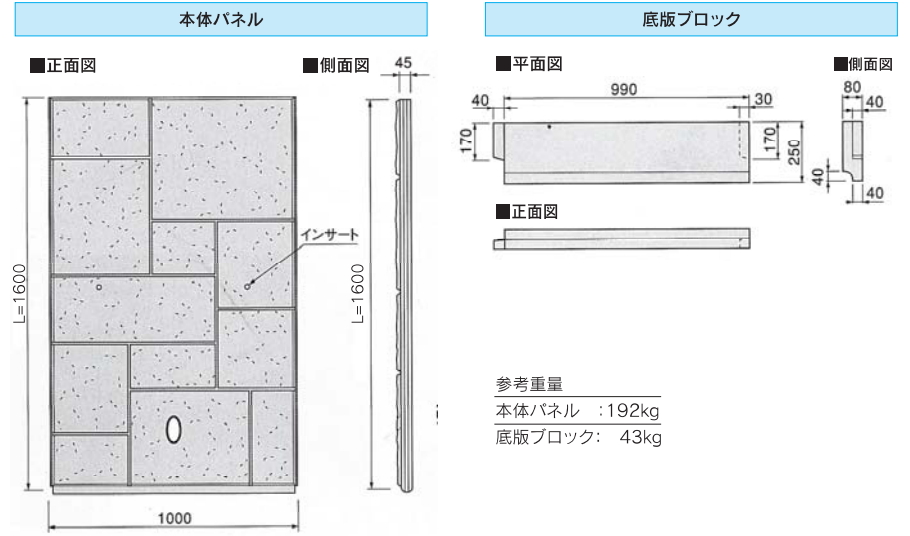 本体パネル
■正面図
■側面図
45
インサート
L=1600
L=1600
1000
底版ブロック
■平面図
■側面図
990
40
30
170
170
250
80
40
40
40
■正面図
参考重量
本体パネル :192kg
底版ブロック: 43kg